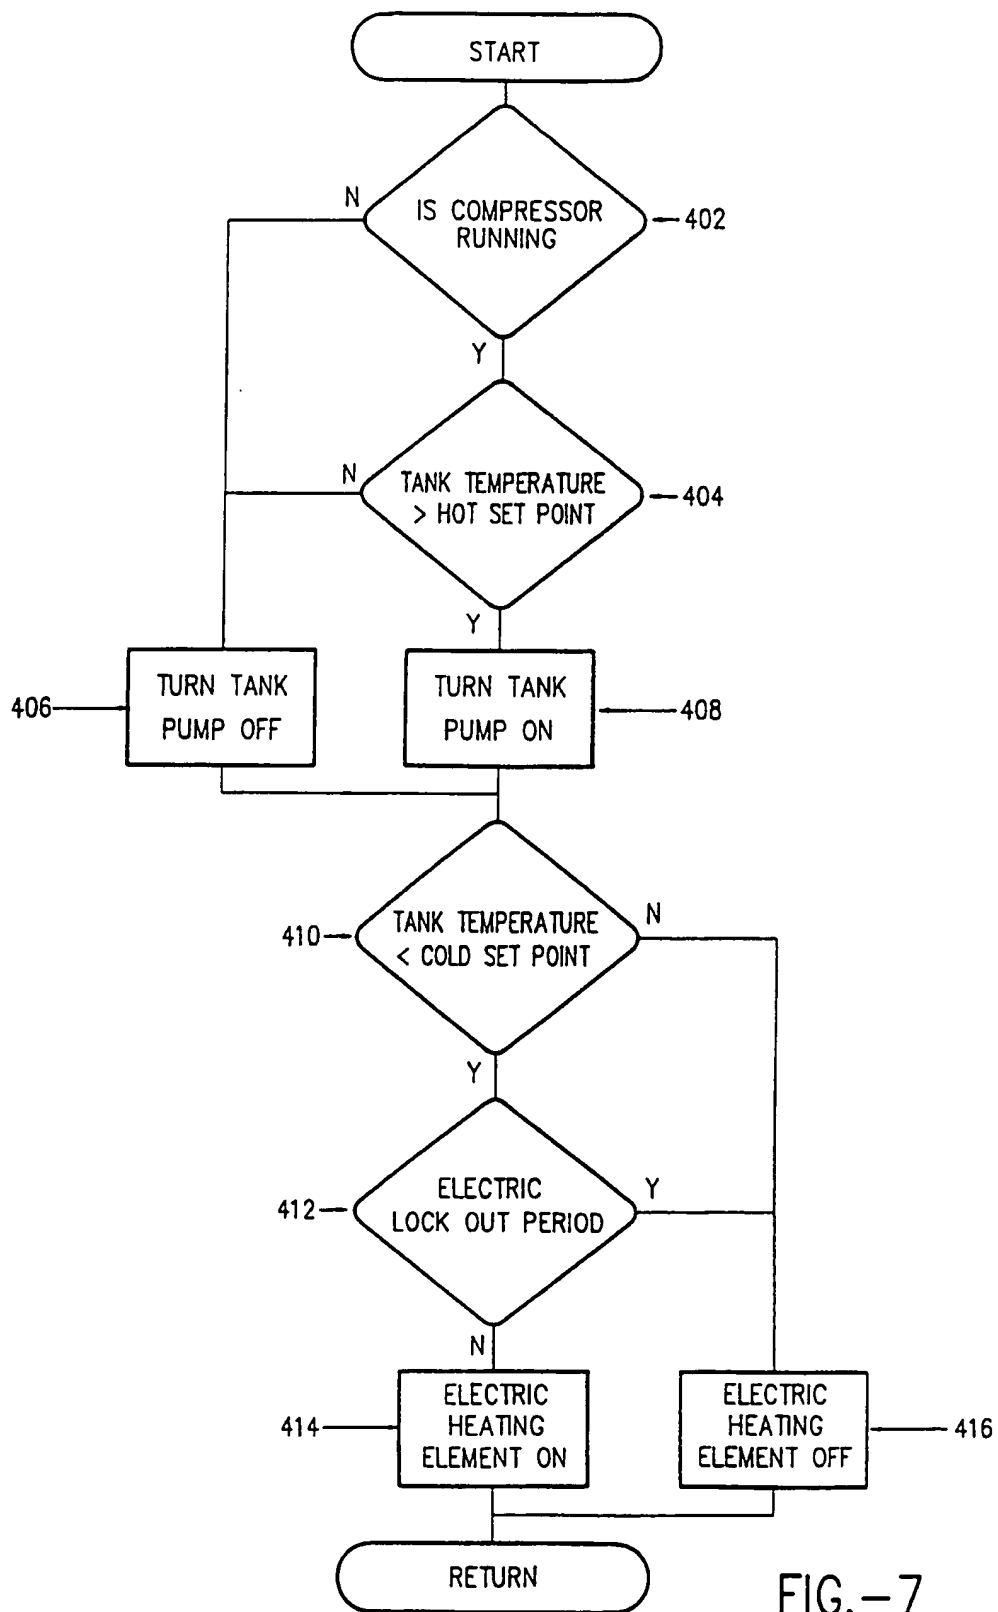 START
IS COMPRESSOR
RUNNING
N
402
Y
TANK TEMPERATURE
> HOT SET POINT
N
404
Y
TURN TANK
PUMP OFF
406
TURN TANK
PUMP ON
408
TANK TEMPERATURE
< COLD SET POINT
410
N
Y
ELECTRIC
LOCK OUT PERIOD
412
Y
N
ELECTRIC
HEATING
ELEMENT ON
414
ELECTRIC
HEATING
ELEMENT OFF
416
RETURN
FIG.-7